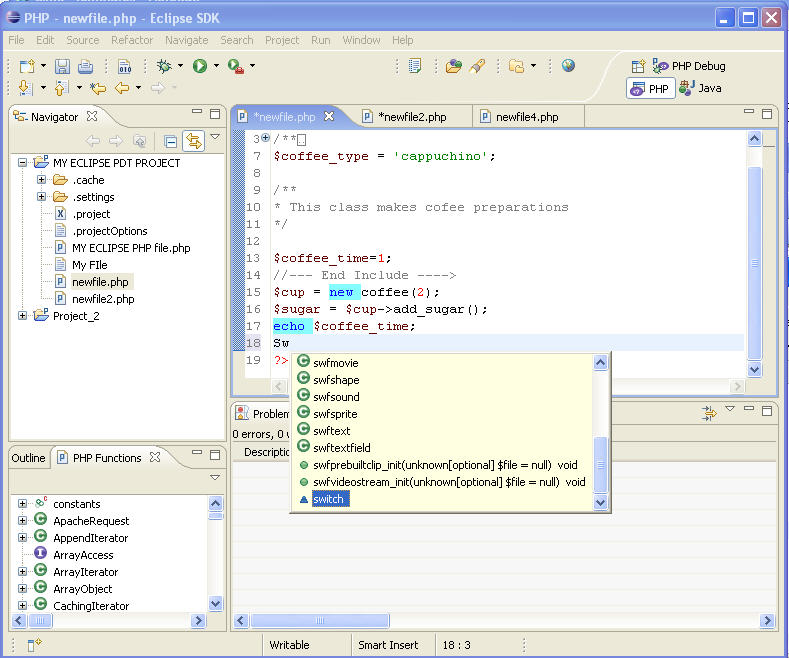 PHP - newfile.php - Eclipse SDK
File Edit Source Refactor Navigate Search Project Run Window Help
PHP Debug
PHP Java
Navigator
MY ECLIPSE PDT PROJECT
.cache
.settings
.project
.projectOptions
MY ECLIPSE PHP file.php
My FIle
newfile.php
newfile2.php
Project_2
*newfile.php *newfile2.php newfile4.php
3 /**
7 $coffee_type = 'cappuchino';
8
9 /**
10 * This class makes cofee preparations
11 */
12
13 $coffee_time=1;
14 //--- End Include ---->
15 $cup = new coffee(2);
16 $sugar = $cup->add_sugar();
17 echo $coffee_time;
18 Sw
19 ?>
swfmovie
swfshape
swfsound
swfsprite
swftext
swftextfield
swfprebuiltclip_init(unknown[optional] $file = null) void
swfvideostream_init(unknown[optional] $file = null) void
switch
Problem
0 errors, 0 w
Descriptio
Outline PHP Functions
constants
ApacheRequest
AppendIterator
ArrayAccess
ArrayIterator
ArrayObject
CachingIterator
Writable Smart Insert 18 : 3